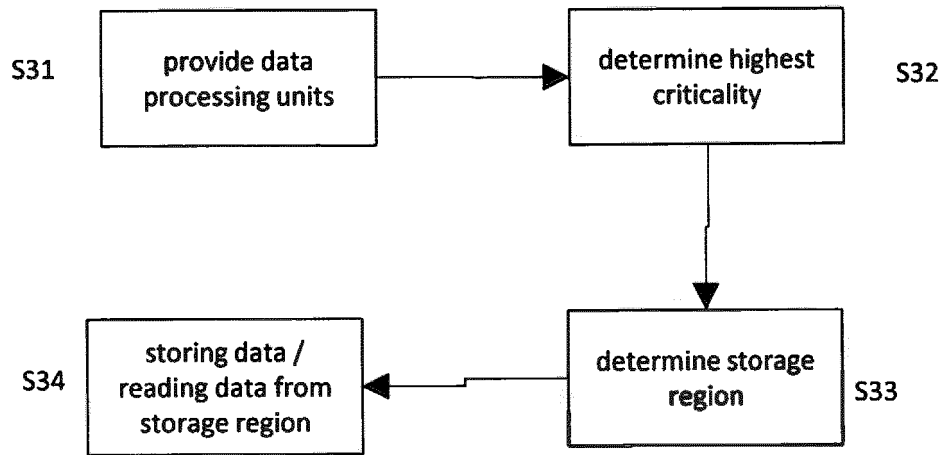 S31
provide data
processing units
determine highest
criticality
S32
S34
storing data /
reading data from
storage region
determine storage
region
S33